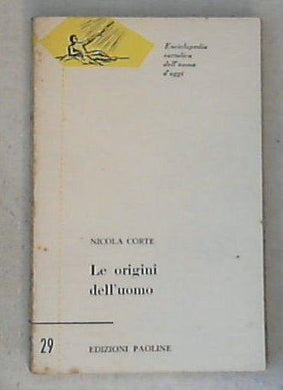 Enciclopedia
cattolica
dell'uomo
d'oggi
NICOLA CORTE
Le origini
dell'uomo
29
EDIZIONI PAOLINE